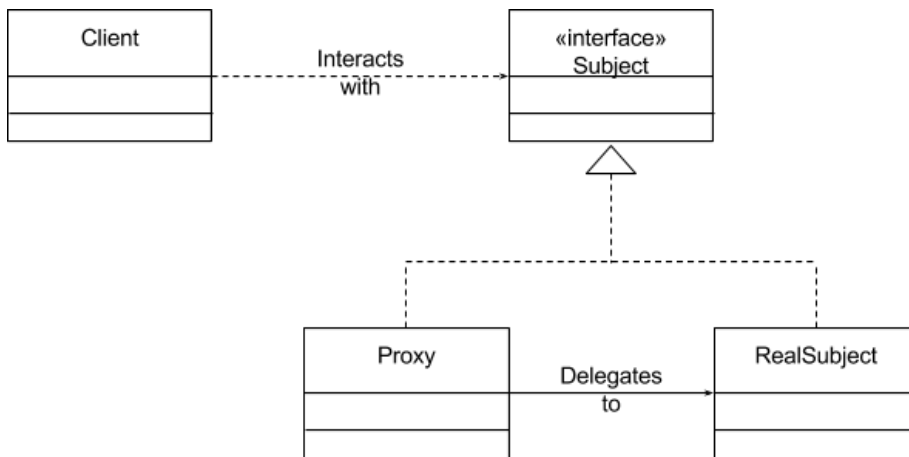 Client
Interacts
with
«interface»
Subject
Proxy
Delegates
to
RealSubject